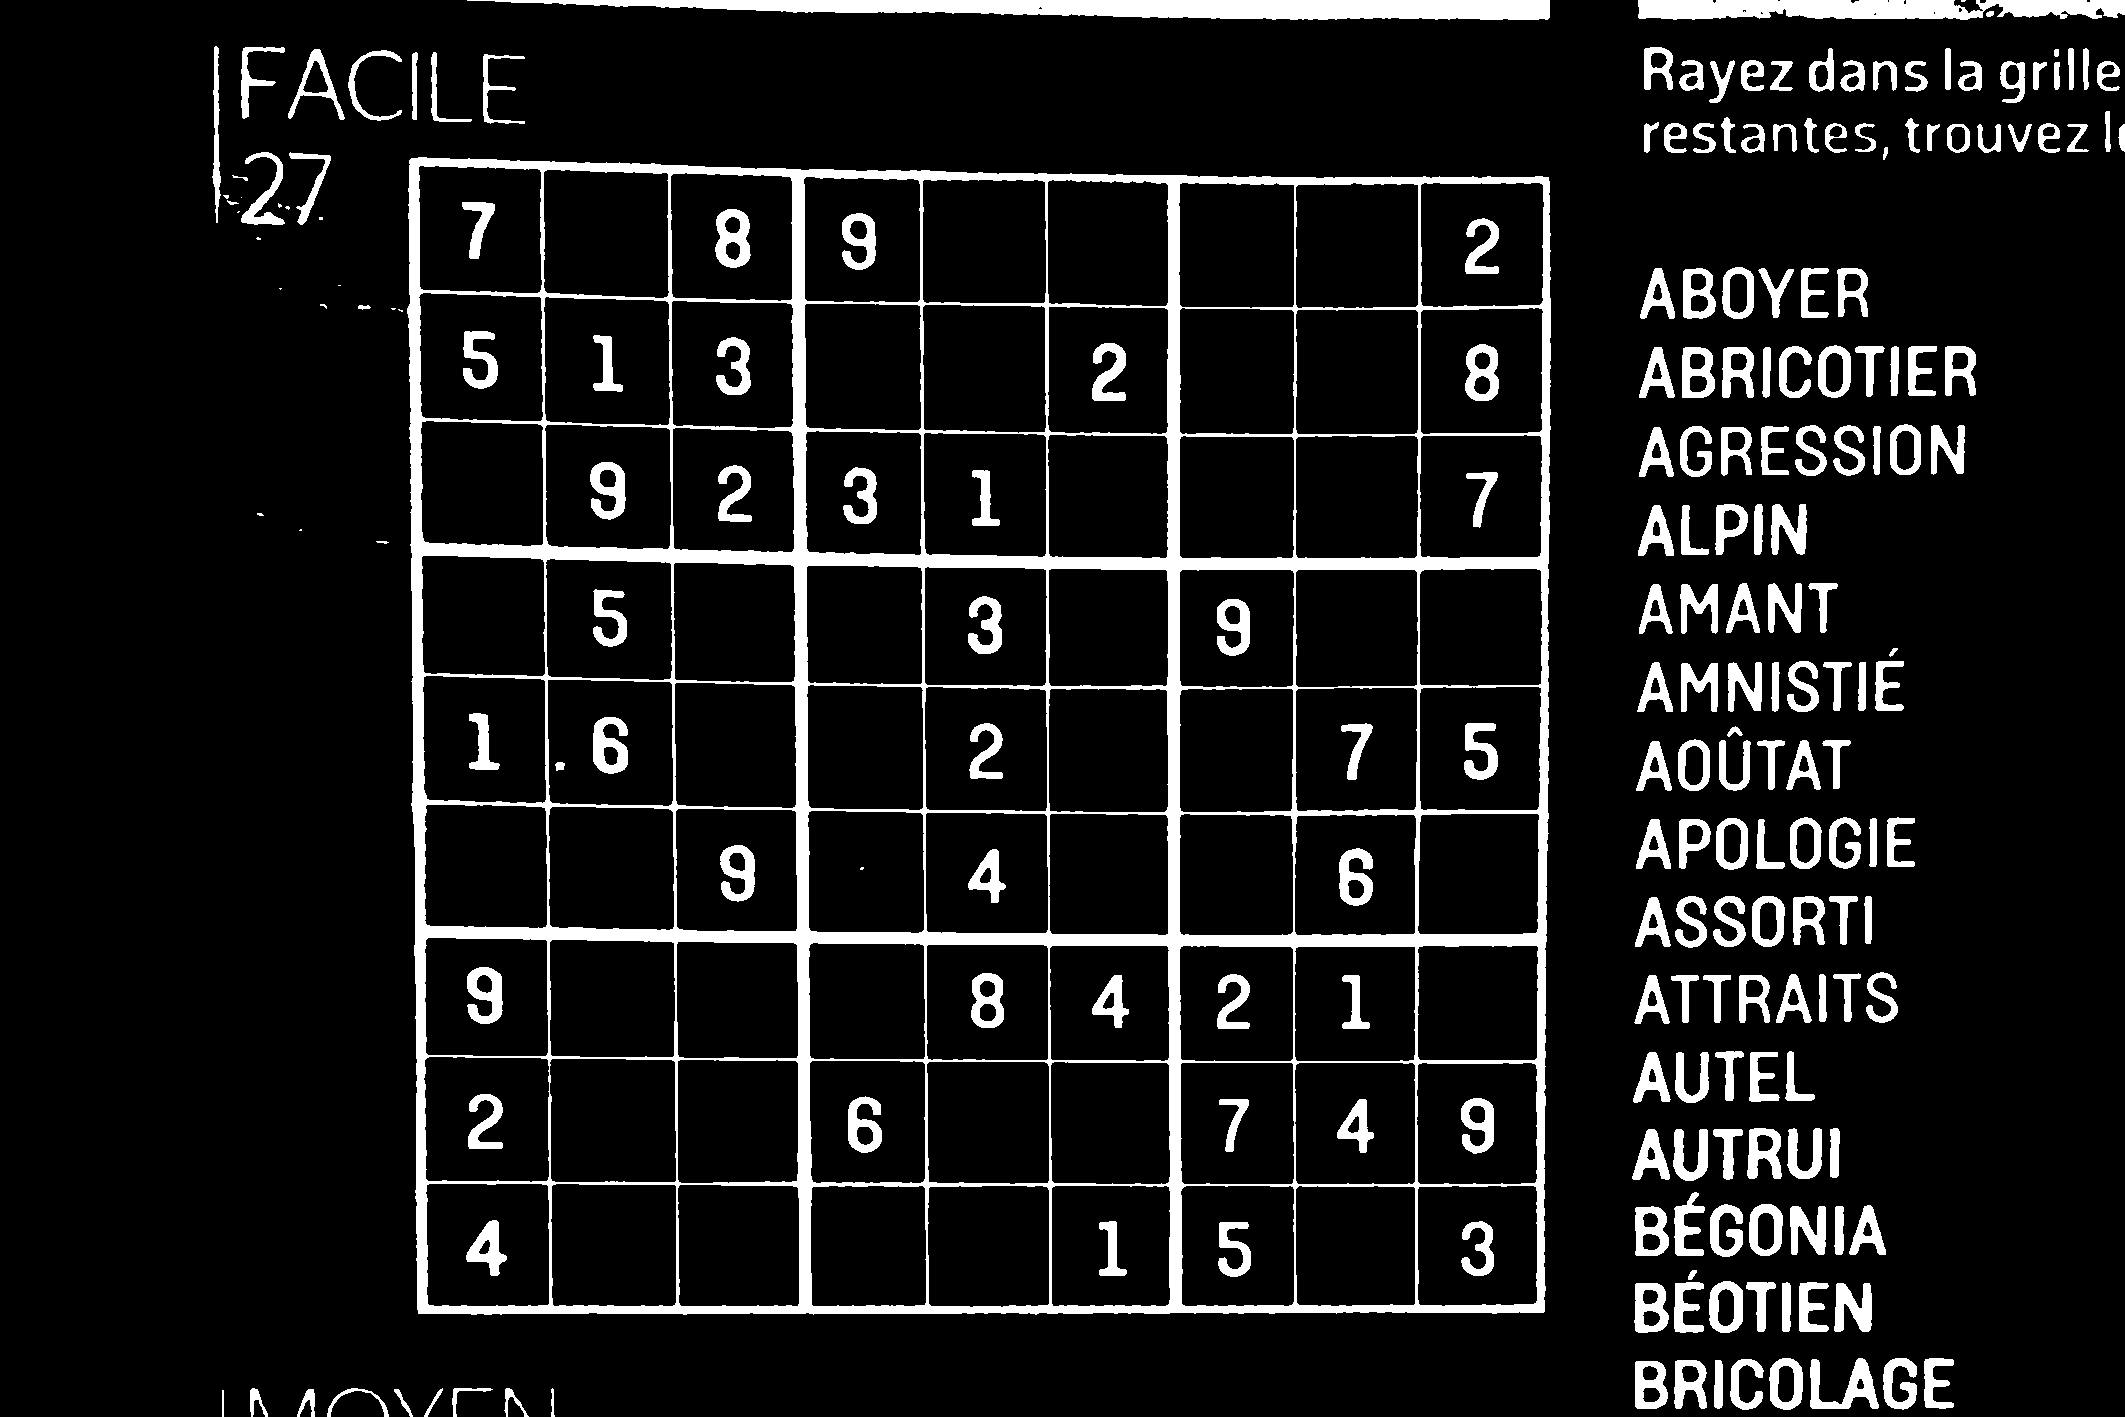 FACILE
27
7 8 9 2
5 1 3 2 8
9 2 3 1 7
5 3 9
1 6 2 7 5
9 4 6
9 8 4 2 1
2 6 7 4 9
4 1 5 3
MOYEN
Rayez dans la grille
restantes, trouvez
ABOYER
ABRICOTIER
AGRESSION
ALPIN
AMANT
AMNISTIÉ
AOÛTAT
APOLOGIE
ASSORTI
ATTRAITS
AUTEL
AUTRUI
BÉGONIA
BÉOTIEN
BRICOLAGE